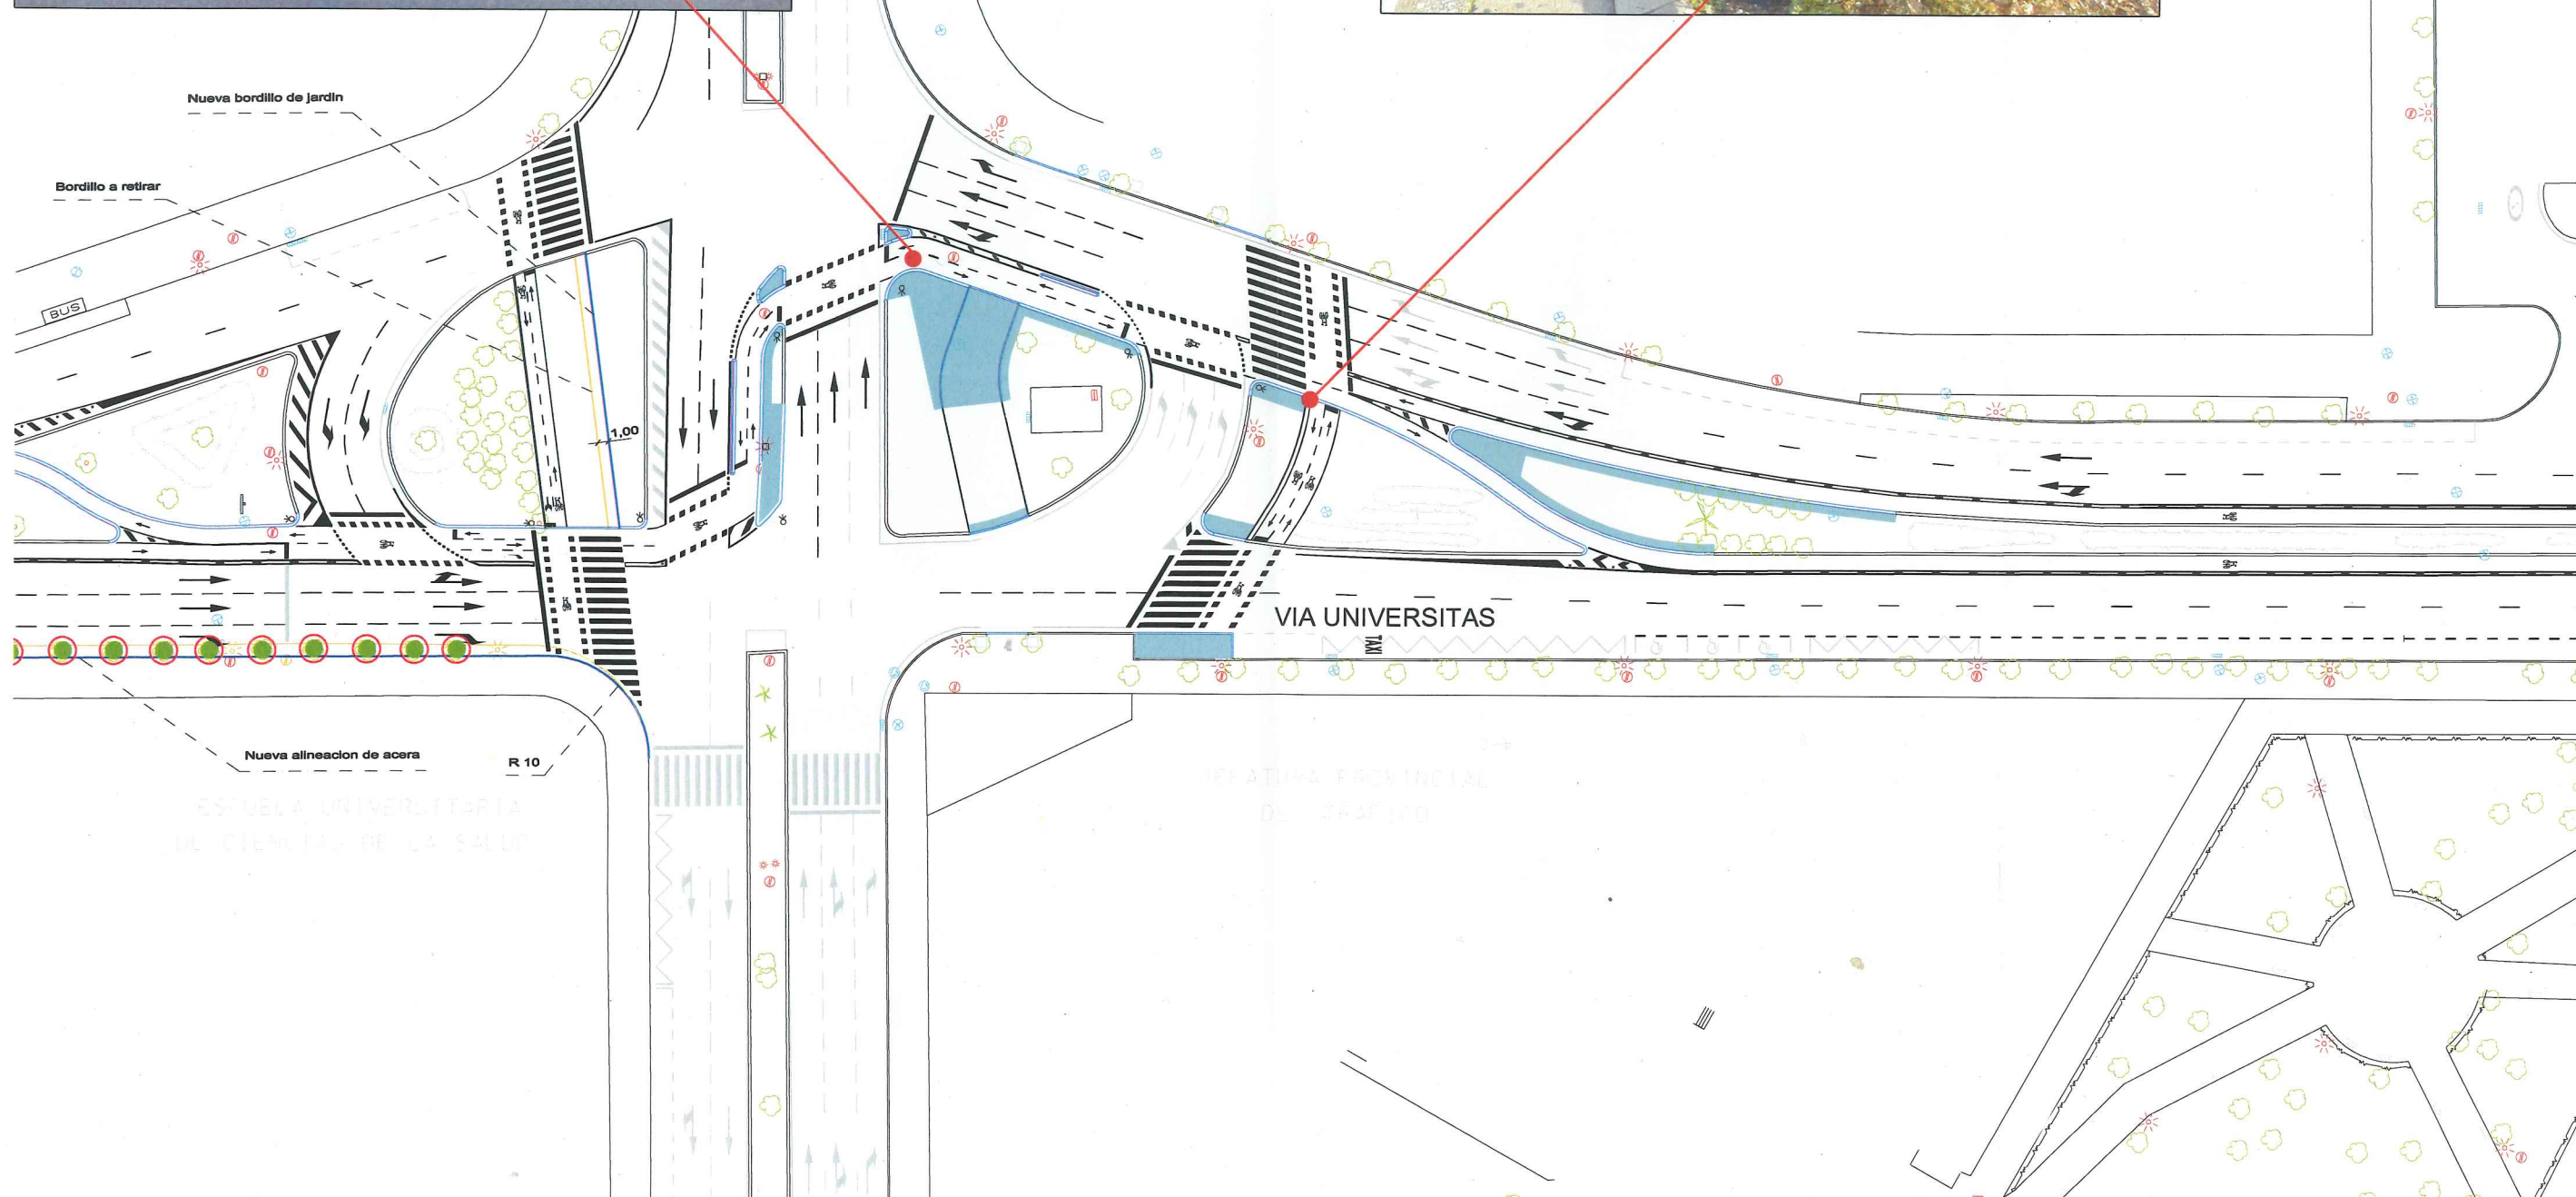 Nueva bordillo de jardin
Bordillo a retirar
BUS
1,00
VIA UNIVERSITAS
TAXI
Nueva alineacion de acera
R 10
ESCUELA UNIVERSITARIA
DE CIENCIAS DE LA SALUD
JEFATURA PROVINCIAL
DE TRAFICO